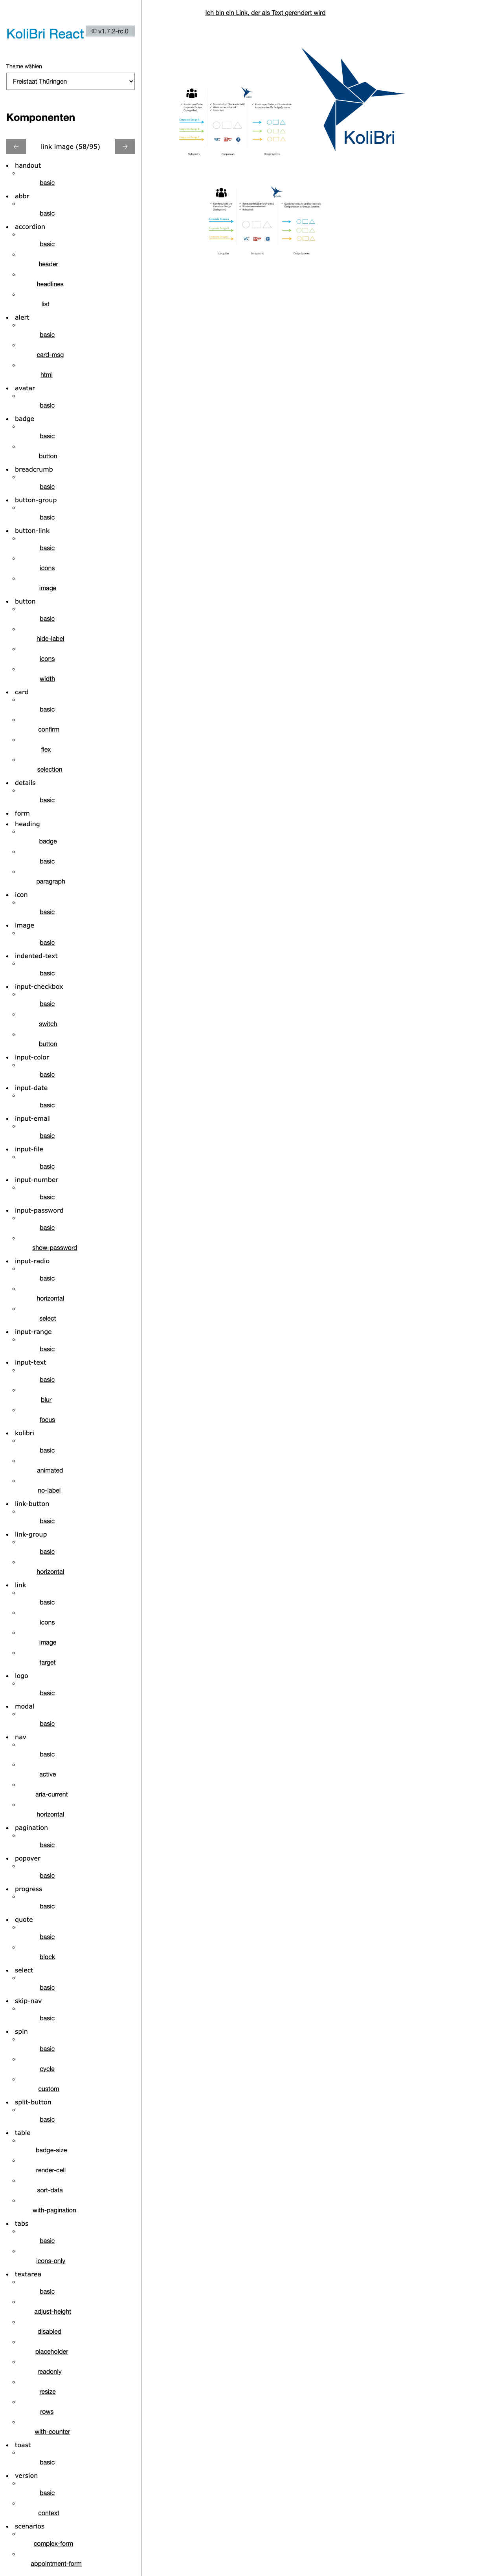 KoliBri React
v1.7.2-rc.0
Theme wählen
Freistaat Thüringen
Komponenten
link image (58/95)
handout
basic
abbr
basic
accordion
basic
header
headlines
list
alert
basic
card-msg
html
avatar
basic
badge
basic
button
breadcrumb
basic
button-group
basic
button-link
basic
icons
image
button
basic
hide-label
icons
width
card
basic
confirm
flex
selection
details
basic
form
heading
badge
basic
paragraph
icon
basic
image
basic
indented-text
basic
input-checkbox
basic
switch
button
input-color
basic
input-date
basic
input-email
basic
input-file
basic
input-number
basic
input-password
basic
show-password
input-radio
basic
horizontal
select
input-range
basic
input-text
basic
blur
focus
kolibri
basic
animated
no-label
link-button
basic
link-group
basic
horizontal
link
basic
icons
image
target
logo
basic
modal
basic
nav
basic
active
aria-current
horizontal
pagination
basic
popover
basic
progress
basic
quote
basic
block
select
basic
skip-nav
basic
spin
basic
cycle
custom
split-button
basic
table
badge-size
render-cell
sort-data
with-pagination
tabs
basic
icons-only
textarea
basic
adjust-height
disabled
placeholder
readonly
resize
rows
with-counter
toast
basic
version
basic
context
scenarios
complex-form
appointment-form
Ich bin ein Link, der als Text gerendert wird
KoliBri